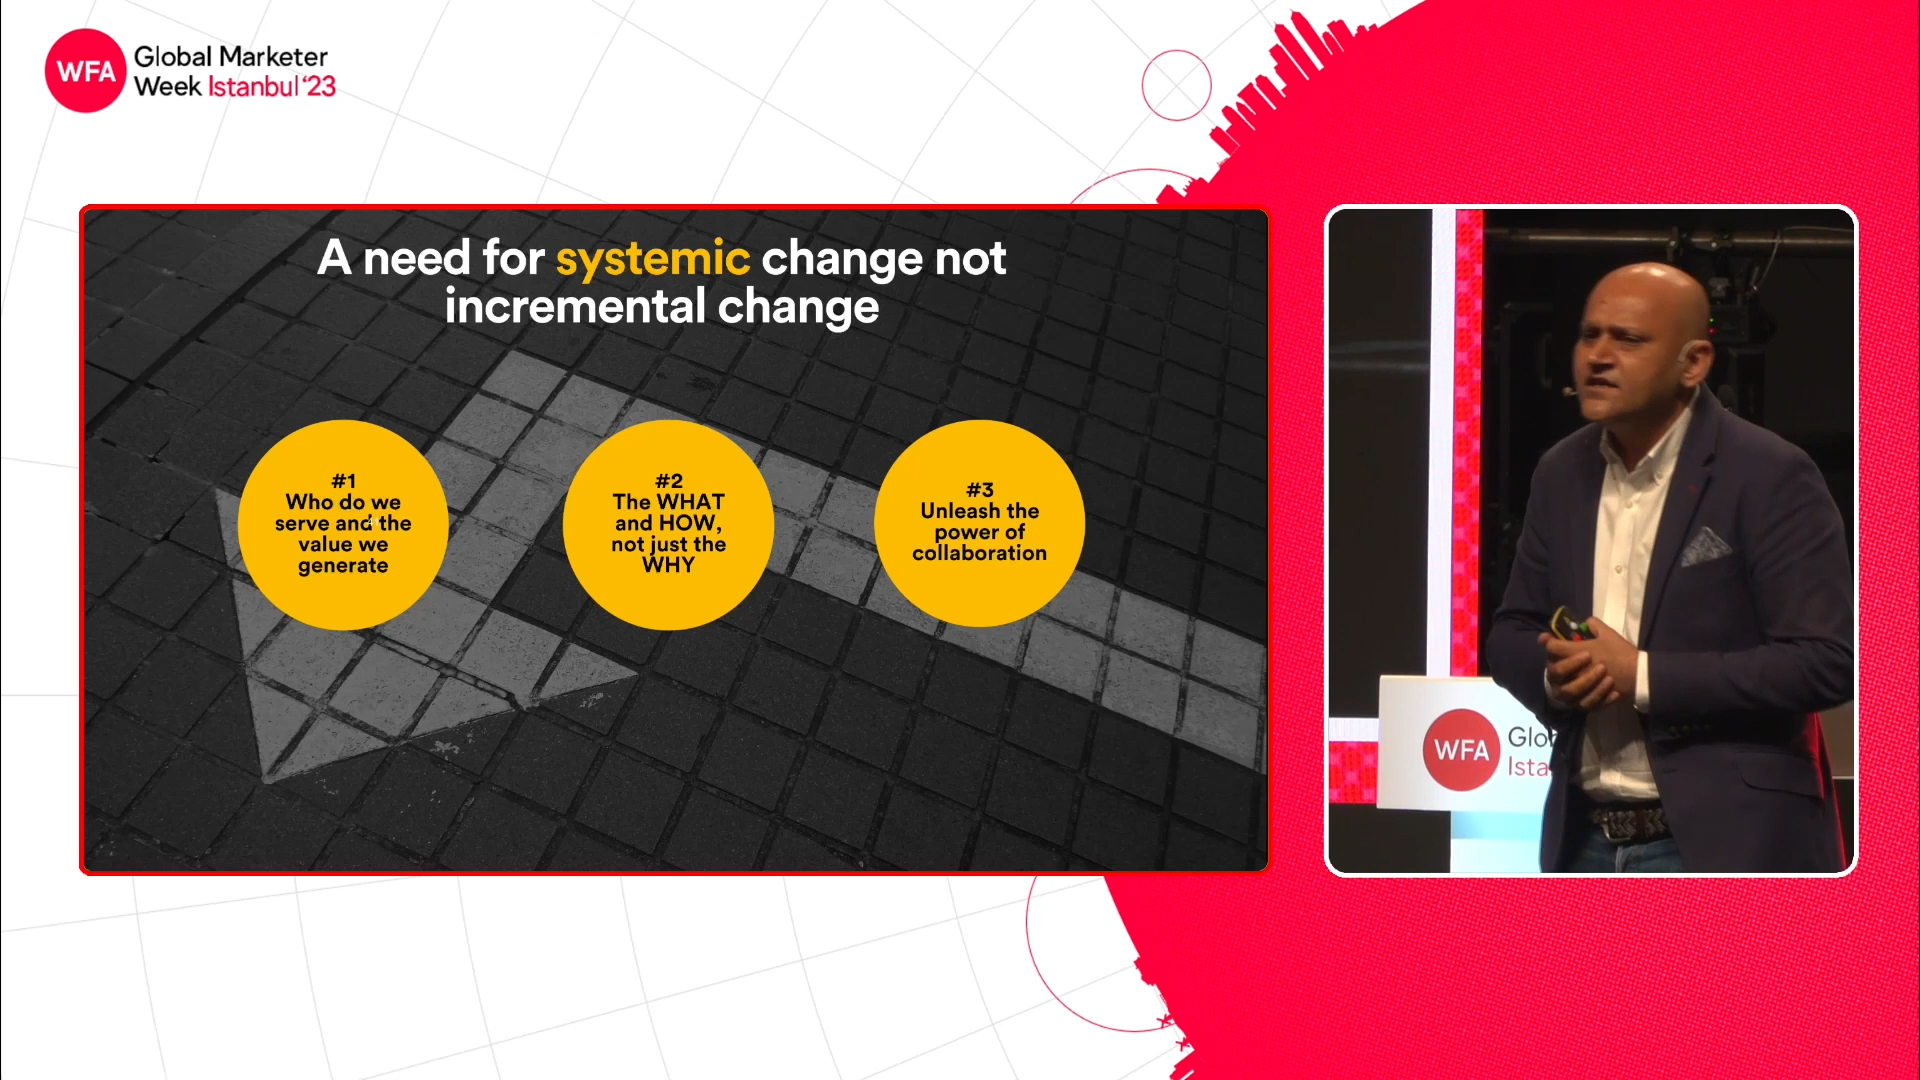 WFA
Global Marketer
Week Istanbul '23
A need for systemic change not
incremental change
#1
Who do we
serve and the
value we
generate
#2
The WHAT
and HOW,
not just the
WHY
#3
Unleash the
power of
collaboration
WFA
Glo
Ista